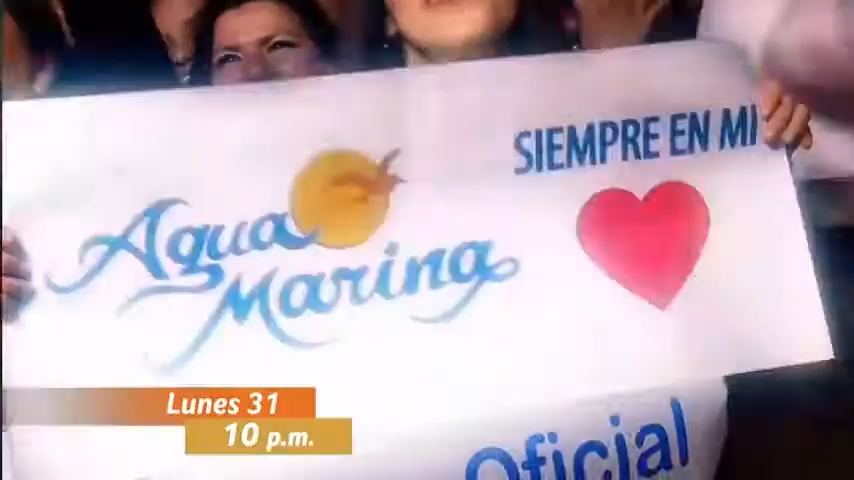 SIEMPRE EN MI
Agua
Marina
Lunes 31
10 p.m.
Oficial